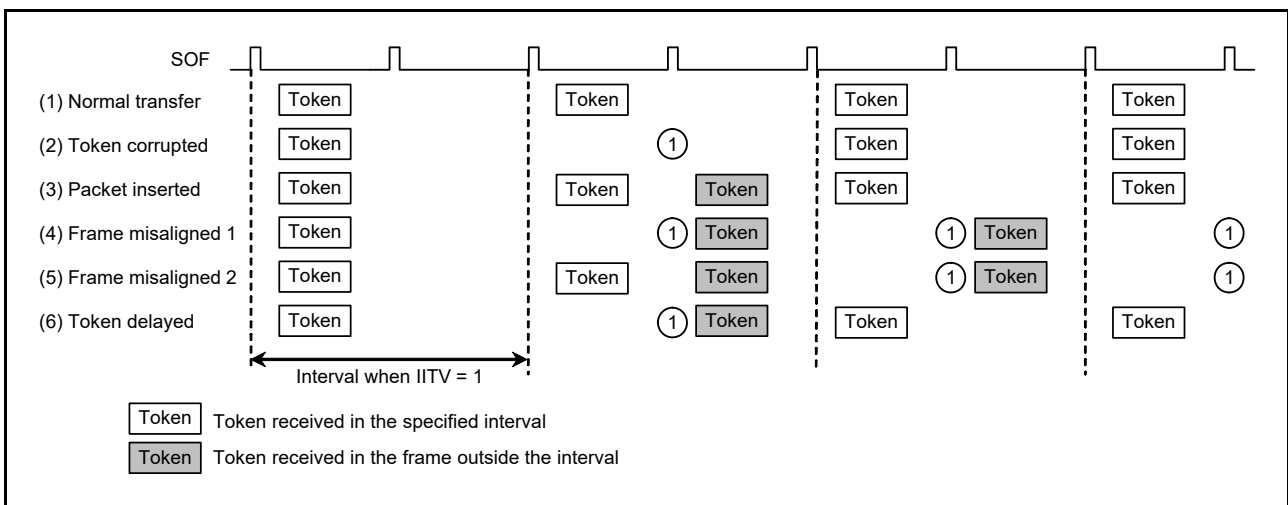 SOF
(1) Normal transfer Token Token Token Token
(2) Token corrupted Token 1 Token Token
(3) Packet inserted Token Token Token Token Token
(4) Frame misaligned 1 Token 1 Token 1 Token 1
(5) Frame misaligned 2 Token Token Token 1 Token 1
(6) Token delayed Token 1 Token Token Token
Interval when IITV = 1
Token Token received in the specified interval
Token Token received in the frame outside the interval